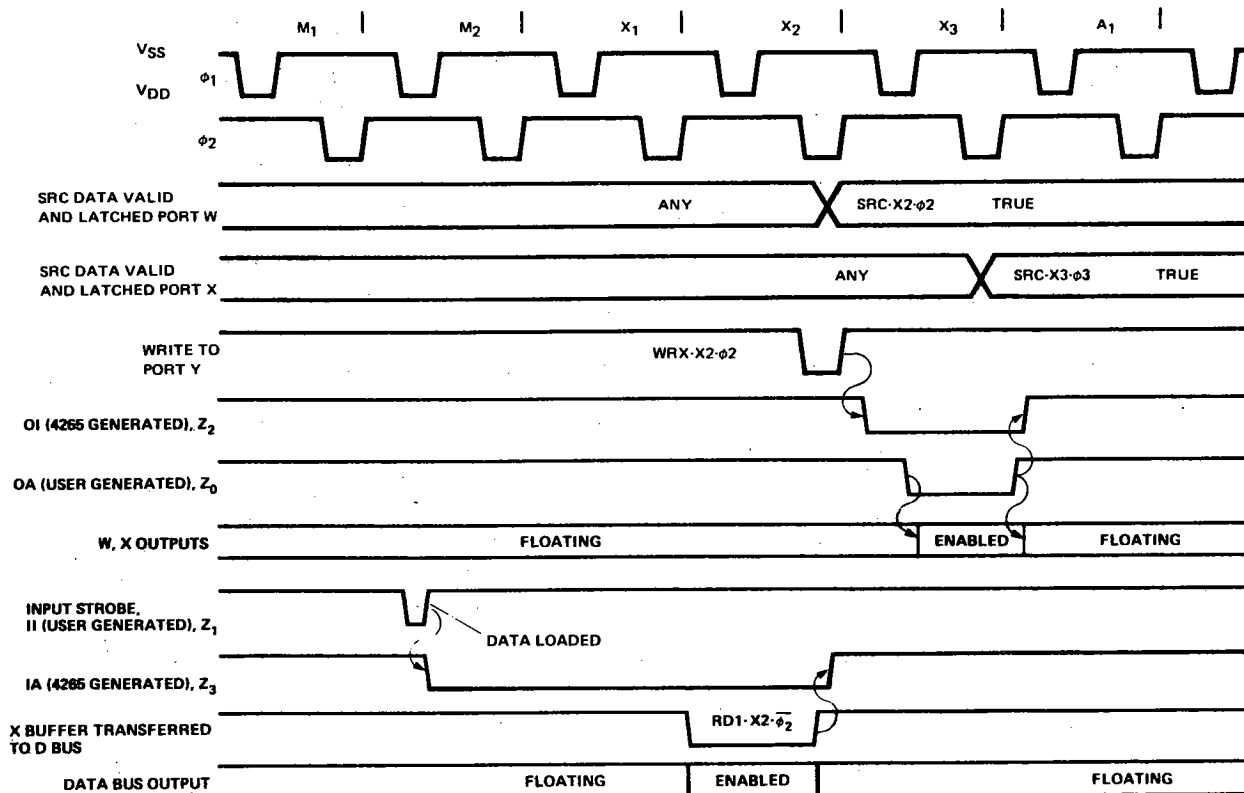 M1 M2 X1 X2 X3 A1
VSS
ϕ1
VDD
ϕ2
SRC DATA VALID
AND LATCHED PORT W
ANY
SRC·X2·ϕ2 TRUE
SRC DATA VALID
AND LATCHED PORT X
ANY
SRC·X3·ϕ3 TRUE
WRITE TO
PORT Y
WRX·X2·ϕ2
OI (4265 GENERATED), Z2
OA (USER GENERATED), Z0
W, X OUTPUTS
FLOATING
ENABLED
FLOATING
INPUT STROBE,
II (USER GENERATED), Z1
DATA LOADED
IA (4265 GENERATED), Z3
X BUFFER TRANSFERRED
TO D BUS
RD1·X2·ϕ̅2
DATA BUS OUTPUT
FLOATING
ENABLED
FLOATING